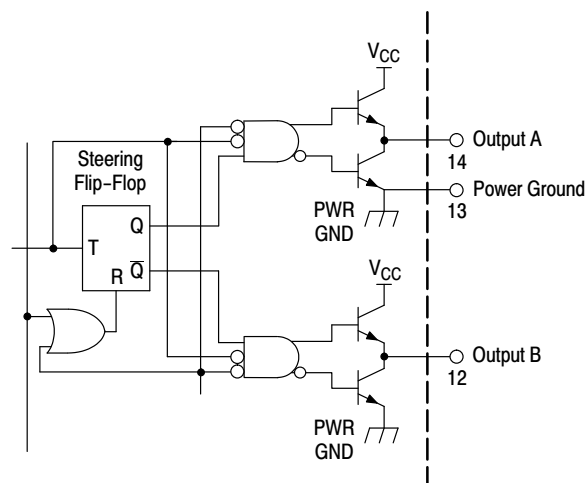 VCC
Output A
14
Steering
Flip-Flop
Power Ground
13
PWR
GND
Q
T
Q
R
VCC
Output B
12
PWR
GND